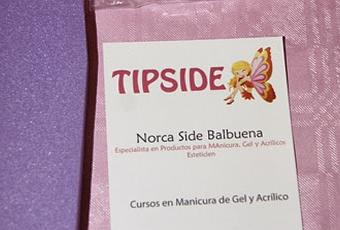 TIPSIDE
Norca Side Balbuena
Especialista en Productos para MAnicura, Gel y Acrílicos
Esteticien
Cursos en Manicura de Gel y Acrílico